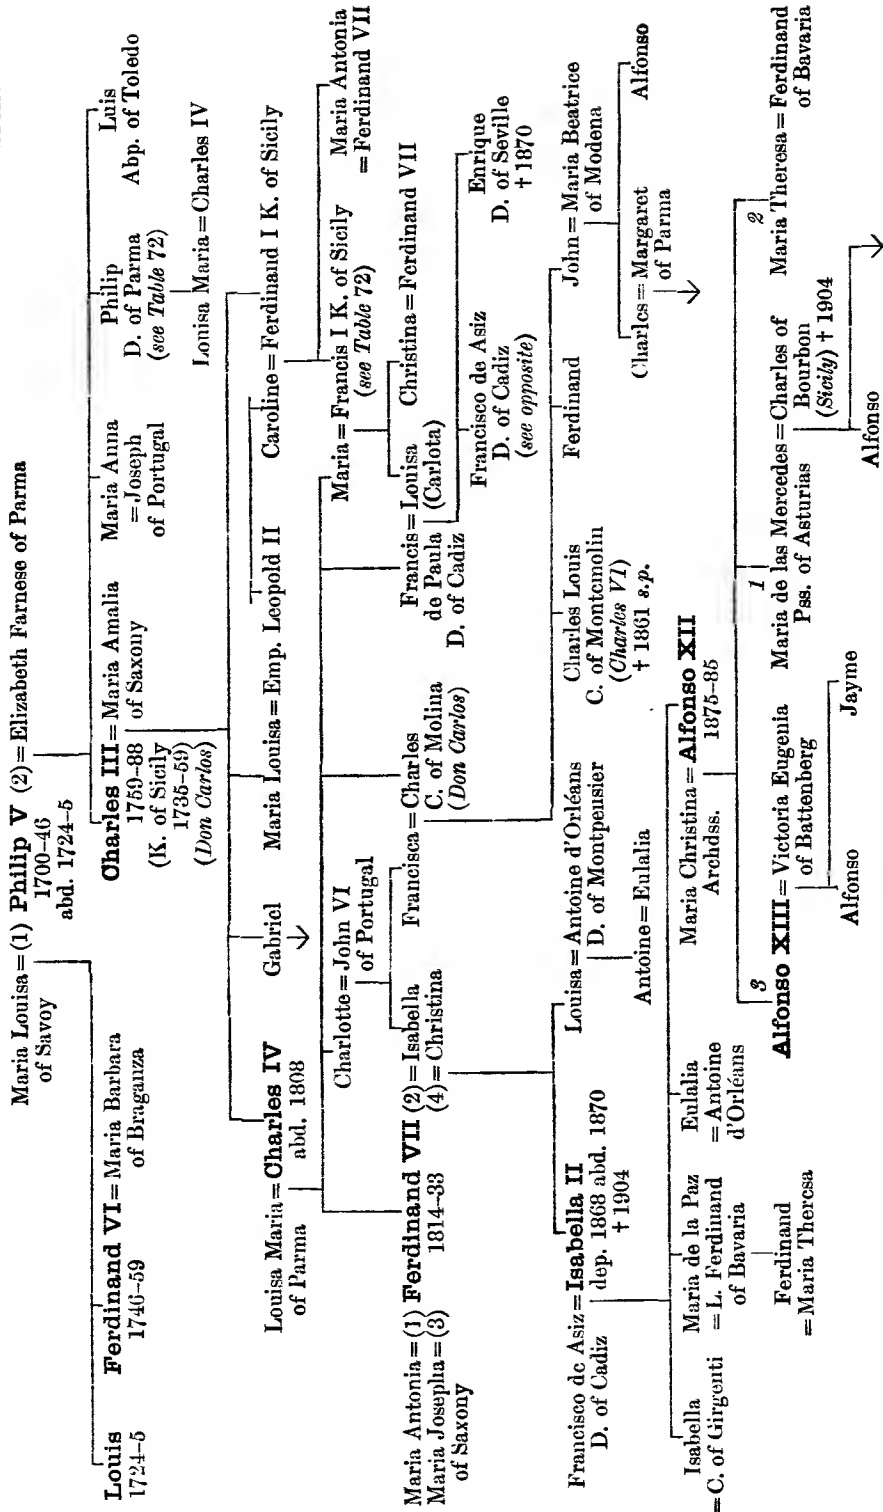 Maria Louisa = (1) Philip V (2) = Elizabeth Farnese of Parma
of Savoy
1700-46
abd. 1724-5
Louis
1724-5
Ferdinand VI = Maria Barbara
1746-59
of Braganza
Charles III = Maria Amalia
1759-88
of Saxony
(K. of Sicily
1735-59)
(Don Carlos)
Maria Anna
= Joseph
of Portugal
Philip
D. of Parma
(see Table 72)
Luis
Abp. of Toledo
Louisa Maria = Charles IV
Louisa Maria = Charles IV
of Parma
abd. 1808
Gabriel
Maria Louisa = Emp. Leopold II
Caroline = Ferdinand I K. of Sicily
Charlotte = John VI
of Portugal
Maria = Francis I K. of Sicily
(see Table 72)
Maria Antonia
= Ferdinand VII
Maria Antonia = (1) Ferdinand VII (2) = Isabella
Maria Josepha = (3)
1814-33
(4) = Christina
of Saxony
Francisca = Charles
C. of Molina
(Don Carlos)
Francis = Louisa
de Paula
(Carlota)
D. of Cadiz
Christina = Ferdinand VII
Francisco de Asiz
D. of Cadiz
(see opposite)
Enrique
D. of Seville
† 1870
Francisco de Asiz = Isabella II
D. of Cadiz
dep. 1868 abd. 1870
† 1904
Louisa = Antoine d'Orléans
D. of Montpensier
Antoine = Eulalia
Charles Louis
C. of Montemolin
(Charles VI)
† 1861 s.p.
Ferdinand
John = Maria Beatrice
of Modena
Charles = Margaret
of Parma
Alfonso
Isabella
= C. of Girgenti
Maria de la Paz
= L. Ferdinand
of Bavaria
Ferdinand
= Maria Theresa
Eulalia
= Antoine
d'Orléans
Maria Christina = Alfonso XII
Archdss.
1875-85
3
Alfonso XIII = Victoria Eugenia
of Battenberg
Alfonso
Jayme
1
Maria de las Mercedes = Charles of
Pss. of Asturias
Bourbon
(Sicily) † 1904
Alfonso
2
Maria Theresa = Ferdinand
of Bavaria